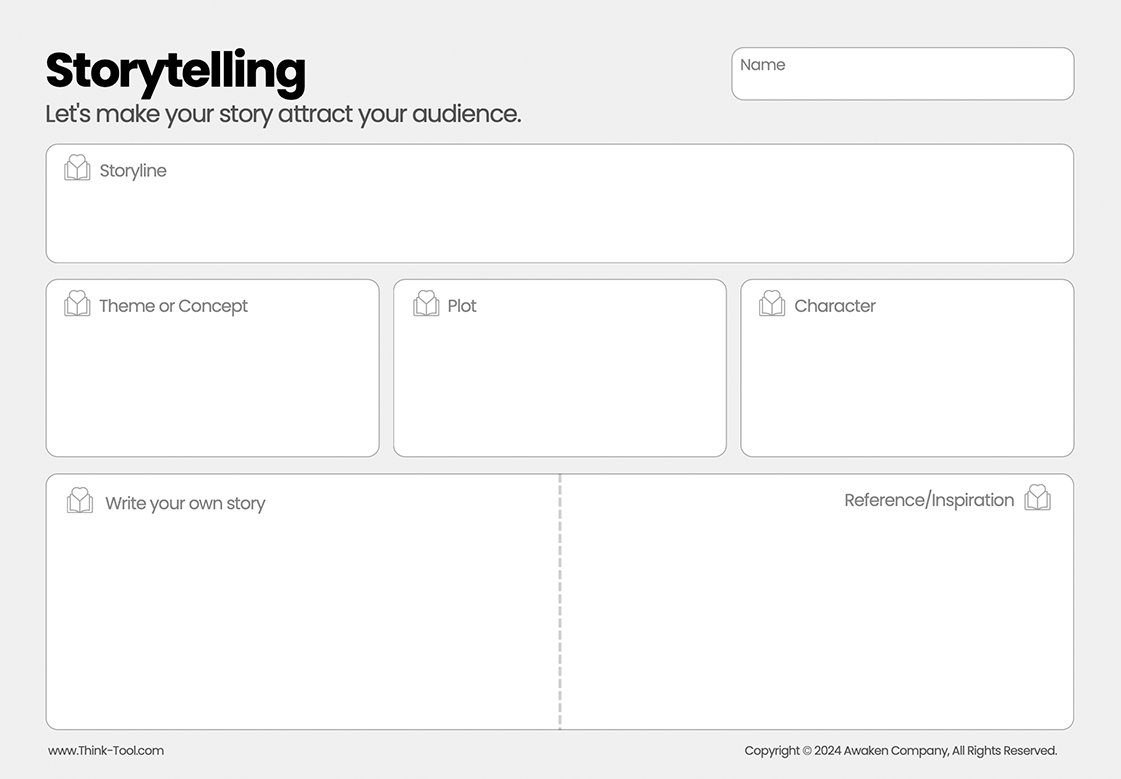 Storytelling
Name
Let's make your story attract your audience.
Storyline
Theme or Concept
Plot
Character
Write your own story
Reference/Inspiration
www.Think-Tool.com
Copyright © 2024 Awaken Company, All Rights Reserved.